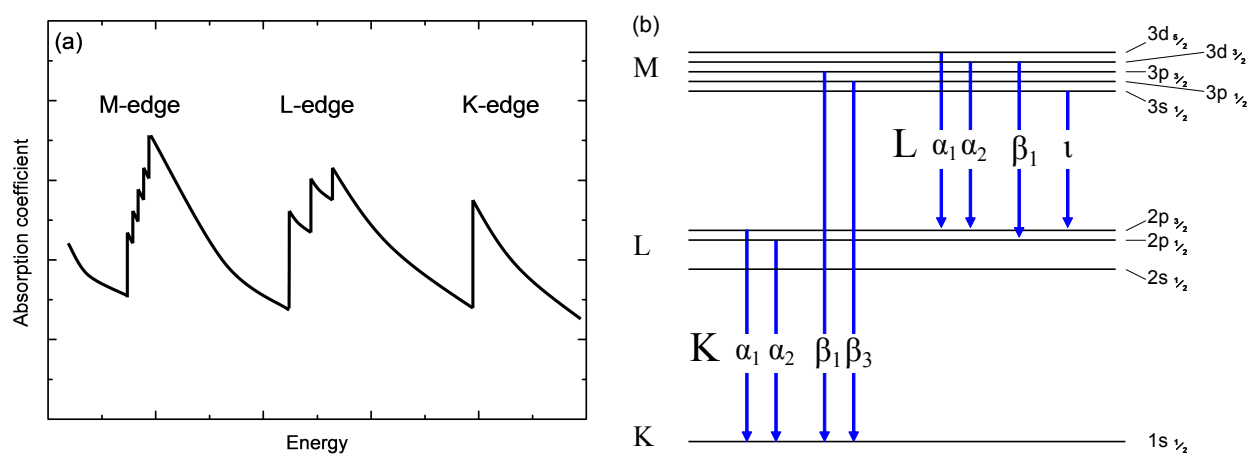 (a)
M-edge L-edge K-edge
Absorption coefficient
Energy
(b)
M
3d 5/2
3d 3/2
3p 3/2
3p 1/2
3s 1/2
L α₁ α₂ β₁ ι
L
2p 3/2
2p 1/2
2s 1/2
K α₁ α₂ β₁ β₃
K
1s 1/2